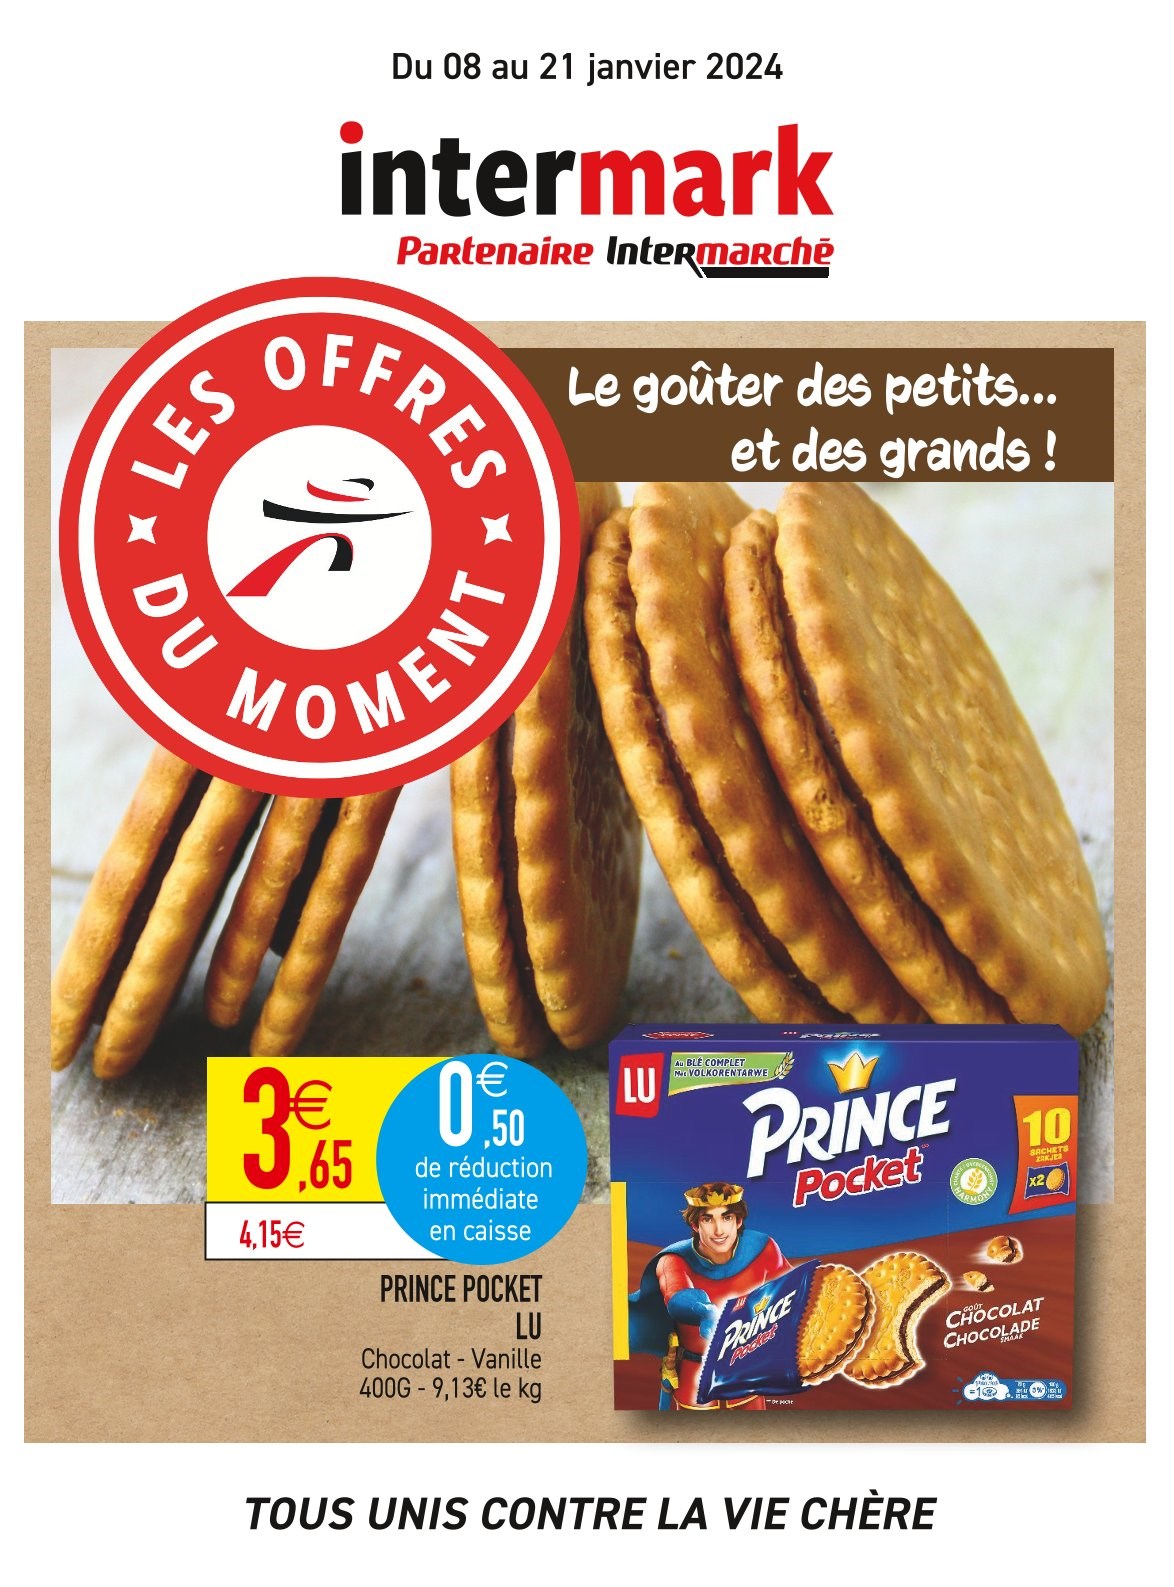 Du 08 au 21 janvier 2024
intermark
Partenaire Intermarché
LES OFFRES
DU MOMENT
Le goûter des petits...
et des grands !
3€,65
4,15€
0€,50
de réduction
immédiate
en caisse
PRINCE POCKET
LU
Chocolat - Vanille
400G - 9,13€ le kg
LU
Au BLÉ COMPLET
Met VOLKORENTARWE
PRINCE
Pocket
10
SACHETS
ZAKJES
x2
HARMONY
LU
PRINCE
Pocket
GOÛT
CHOCOLAT
CHOCOLADE
SMAAK
TOUS UNIS CONTRE LA VIE CHÈRE